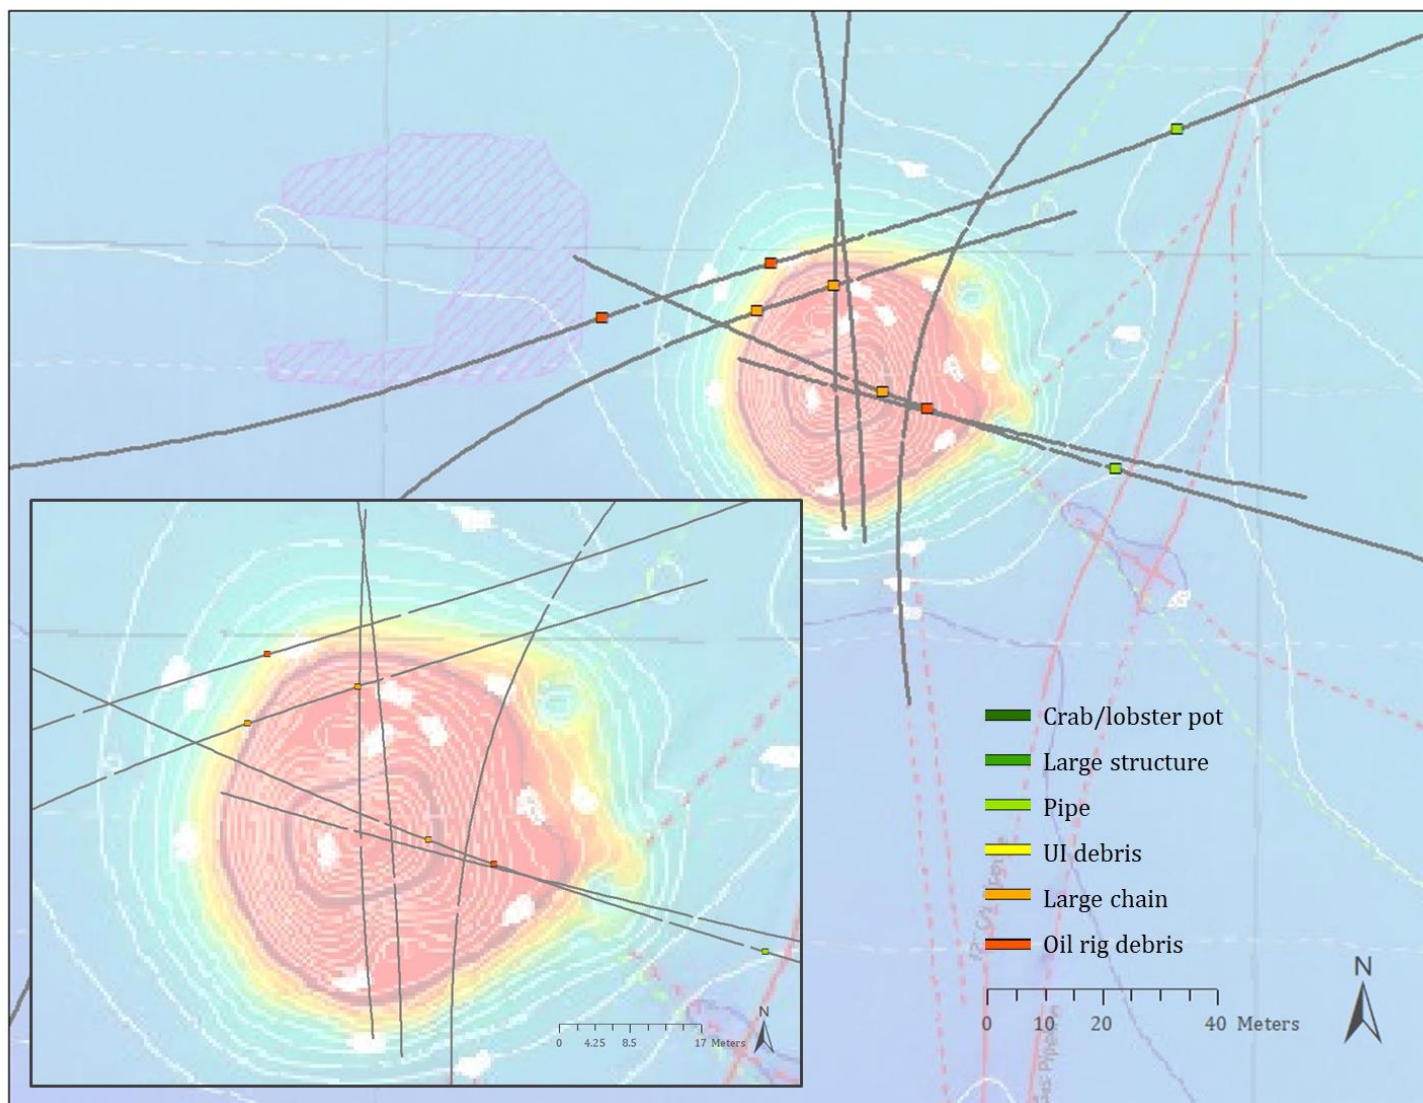 Crab/lobster pot
Large structure
Pipe
UI debris
Large chain
Oil rig debris
N
0 10 20 40 Meters
N
0 4.25 8.5 17 Meters